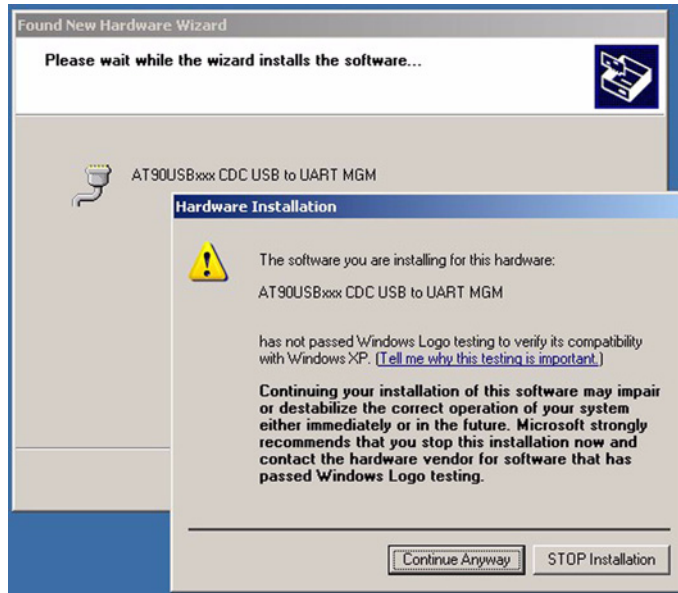 Found New Hardware Wizard
Please wait while the wizard installs the software...
AT90USBxxx CDC USB to UART MGM
Hardware Installation
The software you are installing for this hardware:
AT90USBxxx CDC USB to UART MGM
has not passed Windows Logo testing to verify its compatibility
with Windows XP. (Tell me why this testing is important.)
Continuing your installation of this software may impair
or destabilize the correct operation of your system
either immediately or in the future. Microsoft strongly
recommends that you stop this installation now and
contact the hardware vendor for software that has
passed Windows Logo testing.
Continue Anyway
STOP Installation